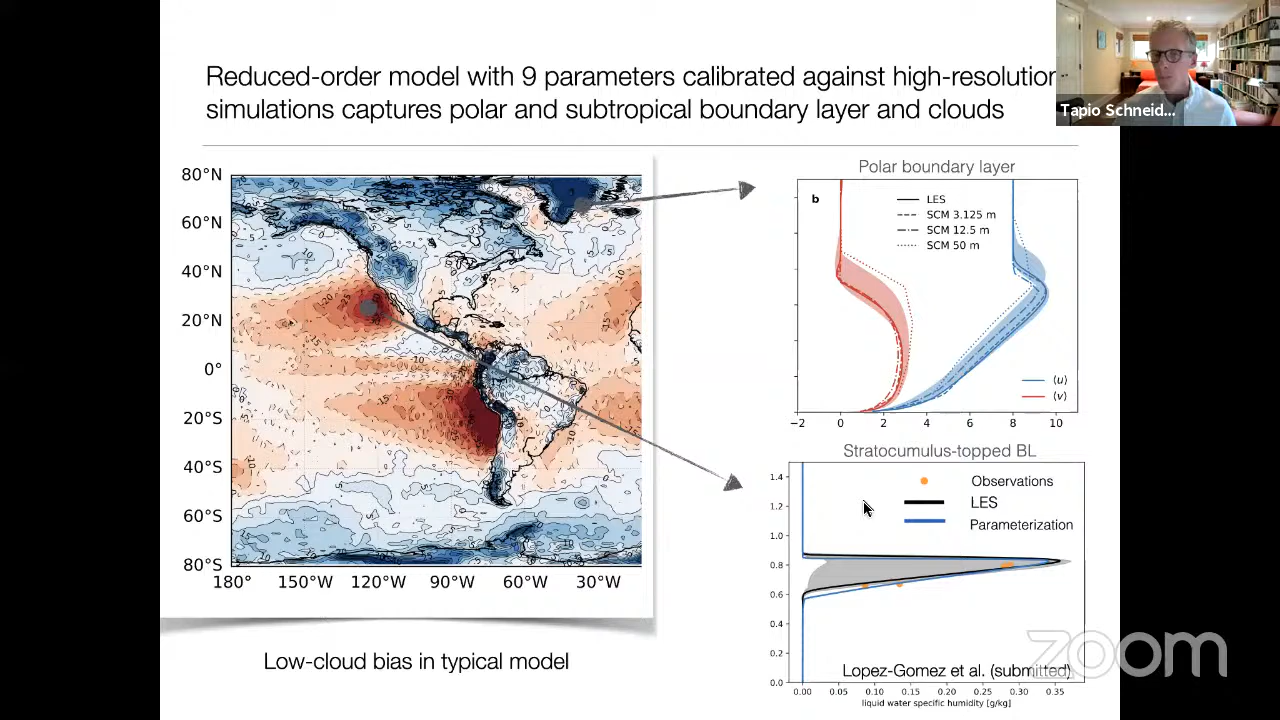 Reduced-order model with 9 parameters calibrated against high-resolution
simulations captures polar and subtropical boundary layer and clouds
Tapio Schneid...
80°N
60°N
40°N
20°N
0°
20°S
40°S
60°S
80°S
180° 150°W 120°W 90°W 60°W 30°W
Low-cloud bias in typical model
Polar boundary layer
b
LES
SCM 3.125 m
SCM 12.5 m
SCM 50 m
⟨u⟩
⟨v⟩
−2 0 2 4 6 8 10
Stratocumulus-topped BL
1.4
1.2
1.0
0.8
0.6
0.4
0.2
0.0
Observations
LES
Parameterization
Lopez-Gomez et al. (submitted)
0.00 0.05 0.10 0.15 0.20 0.25 0.30 0.35
liquid water specific humidity [g/kg]
zoom